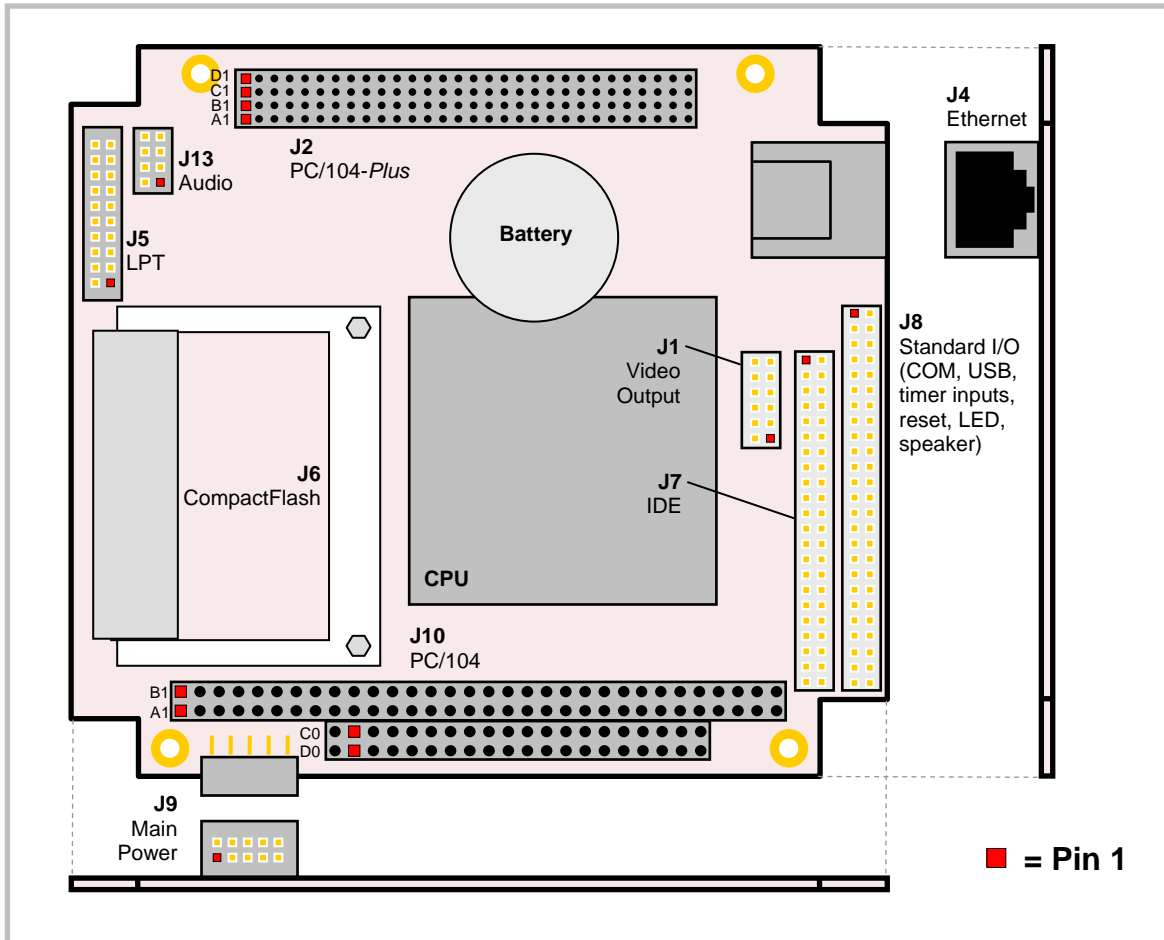 D1
C1
B1
A1
J2
PC/104-Plus
J13
Audio
J5
LPT
Battery
J4
Ethernet
J8
Standard I/O
(COM, USB,
timer inputs,
reset, LED,
speaker)
J1
Video
Output
J7
IDE
J6
CompactFlash
CPU
J10
PC/104
B1
A1
C0
D0
J9
Main
Power
= Pin 1